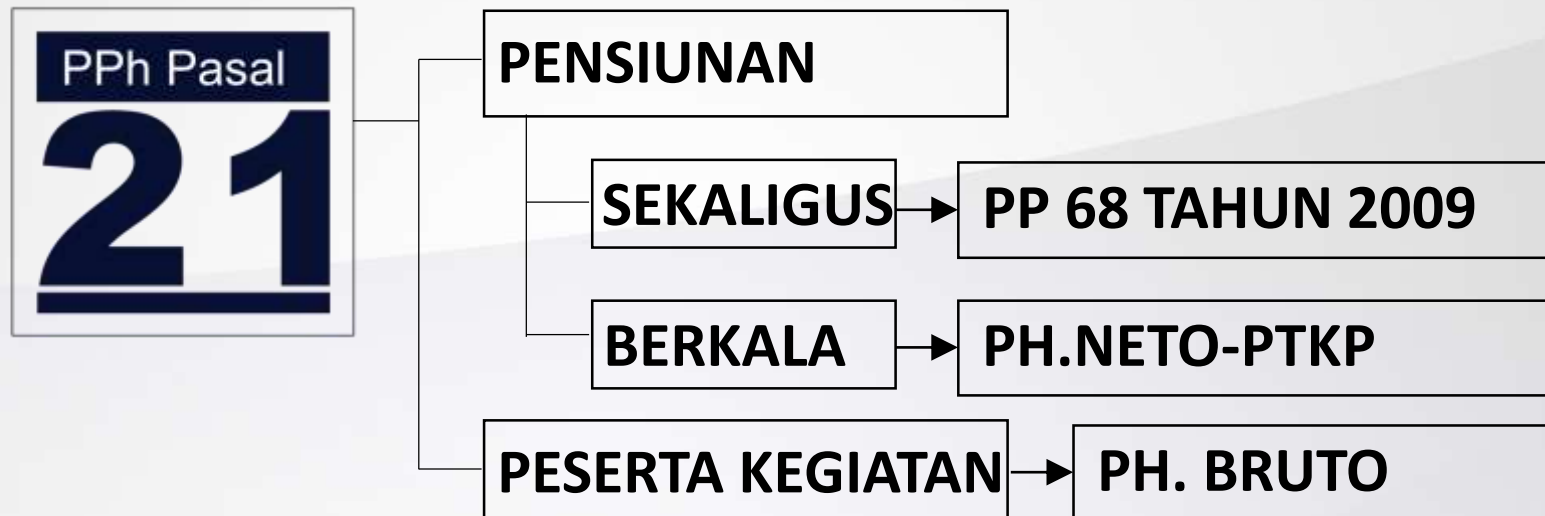 PPh Pasal
21
PENSIUNAN
SEKALIGUS
PP 68 TAHUN 2009
BERKALA
PH.NETO-PTKP
PESERTA KEGIATAN
PH. BRUTO